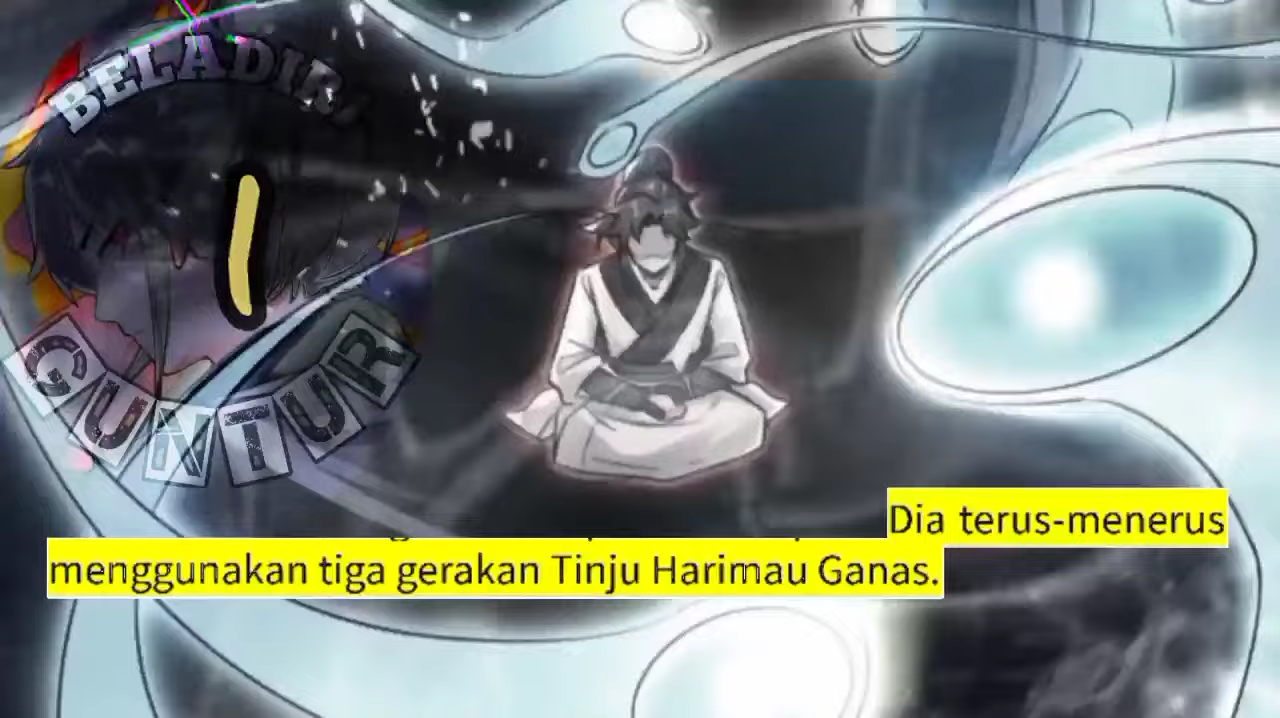 BELADIRI
GUNTUR
Dia terus-menerus
menggunakan tiga gerakan Tinju Harimau Ganas.